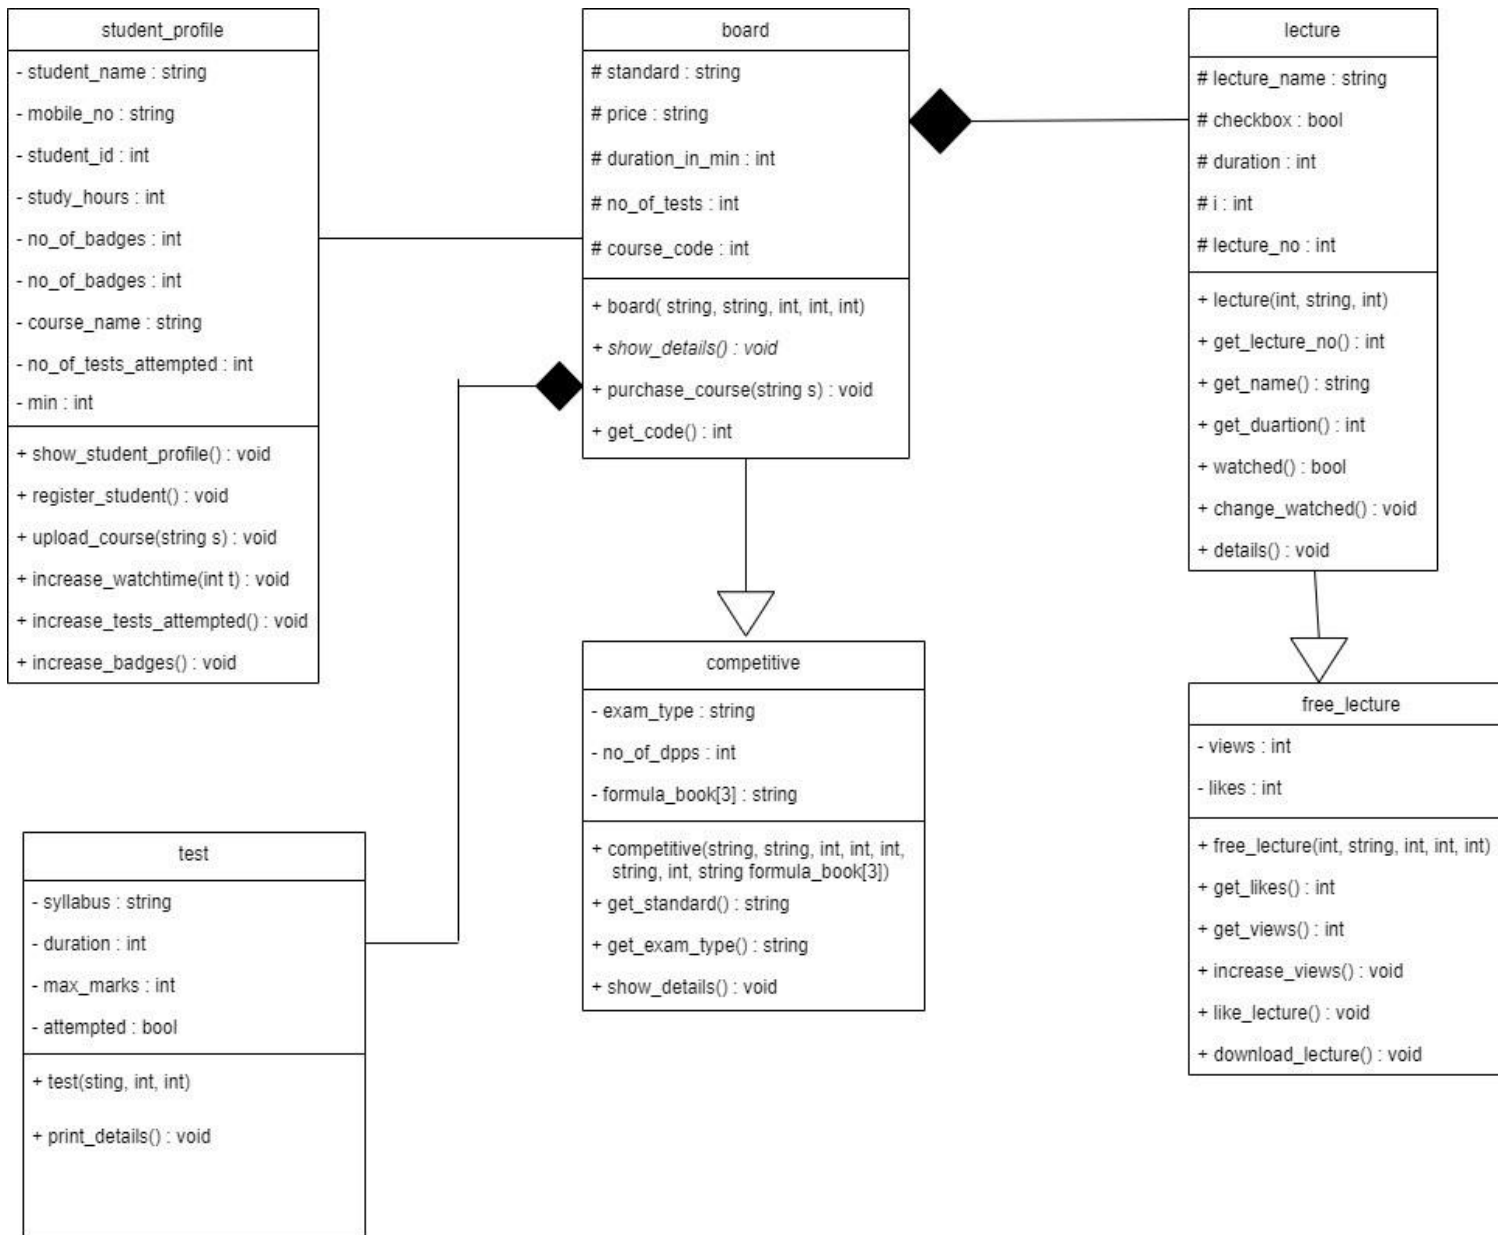 student_profile
- student_name : string
- mobile_no : string
- student_id : int
- study_hours : int
- no_of_badges : int
- no_of_badges : int
- course_name : string
- no_of_tests_attempted : int
- min : int
+ show_student_profile() : void
+ register_student() : void
+ upload_course(string s) : void
+ increase_watchtime(int t) : void
+ increase_tests_attempted() : void
+ increase_badges() : void
board
# standard : string
# price : string
# duration_in_min : int
# no_of_tests : int
# course_code : int
+ board( string, string, int, int, int)
+ show_details() : void
+ purchase_course(string s) : void
+ get_code() : int
lecture
# lecture_name : string
# checkbox : bool
# duration : int
# i : int
# lecture_no : int
+ lecture(int, string, int)
+ get_lecture_no() : int
+ get_name() : string
+ get_duartion() : int
+ watched() : bool
+ change_watched() : void
+ details() : void
competitive
- exam_type : string
- no_of_dpps : int
- formula_book[3] : string
+ competitive(string, string, int, int, int,
string, int, string formula_book[3])
+ get_standard() : string
+ get_exam_type() : string
+ show_details() : void
free_lecture
- views : int
- likes : int
+ free_lecture(int, string, int, int, int)
+ get_likes() : int
+ get_views() : int
+ increase_views() : void
+ like_lecture() : void
+ download_lecture() : void
test
- syllabus : string
- duration : int
- max_marks : int
- attempted : bool
+ test(sting, int, int)
+ print_details() : void